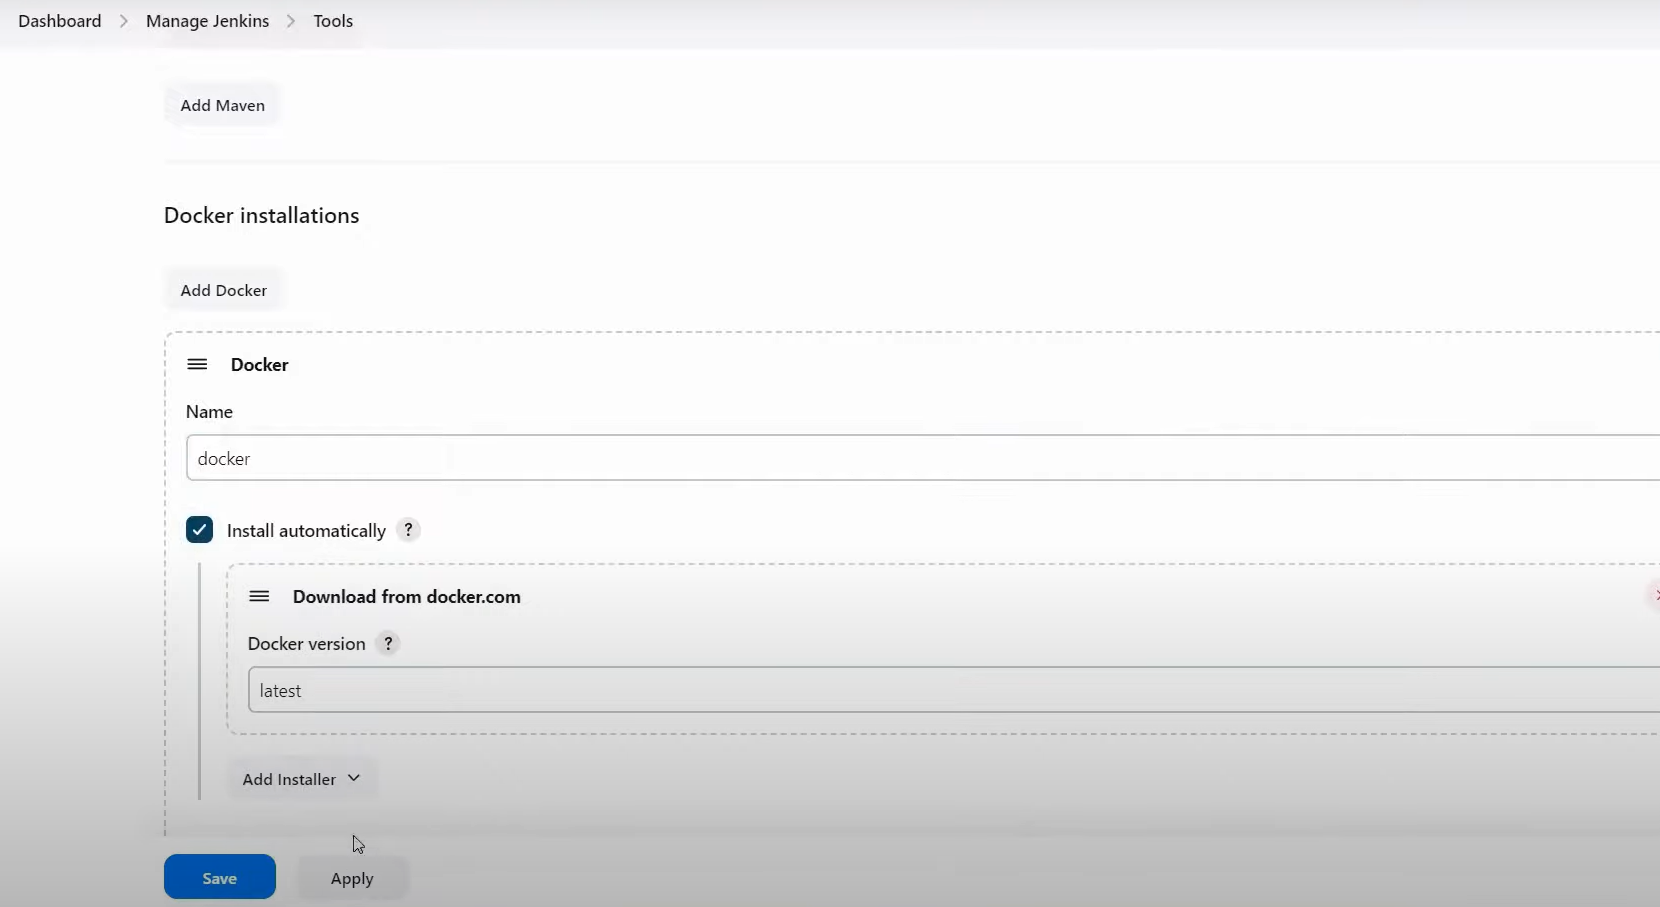 Dashboard > Manage Jenkins > Tools
Add Maven
Docker installations
Add Docker
Docker
Name
docker
Install automatically ?
Download from docker.com
Docker version ?
latest
Add Installer
Save Apply